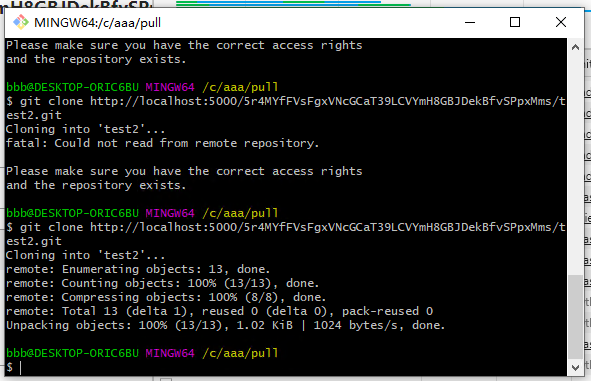 MINGW64:/c/aaa/pull
Please make sure you have the correct access rights
and the repository exists.
bbb@DESKTOP-ORIC6BU MINGW64 /c/aaa/pull
$ git clone http://localhost:5000/5r4MYfFVsFgxVNcGCaT39LCVYmH8GBJDekBfvSPpxMms/t
est2.git
Cloning into 'test2'...
fatal: Could not read from remote repository.
Please make sure you have the correct access rights
and the repository exists.
bbb@DESKTOP-ORIC6BU MINGW64 /c/aaa/pull
$ git clone http://localhost:5000/5r4MYfFVsFgxVNcGCaT39LCVYmH8GBJDekBfvSPpxMms/t
est2.git
Cloning into 'test2'...
remote: Enumerating objects: 13, done.
remote: Counting objects: 100% (13/13), done.
remote: Compressing objects: 100% (8/8), done.
remote: Total 13 (delta 1), reused 0 (delta 0), pack-reused 0
Unpacking objects: 100% (13/13), 1.02 KiB | 1024 bytes/s, done.
bbb@DESKTOP-ORIC6BU MINGW64 /c/aaa/pull
$